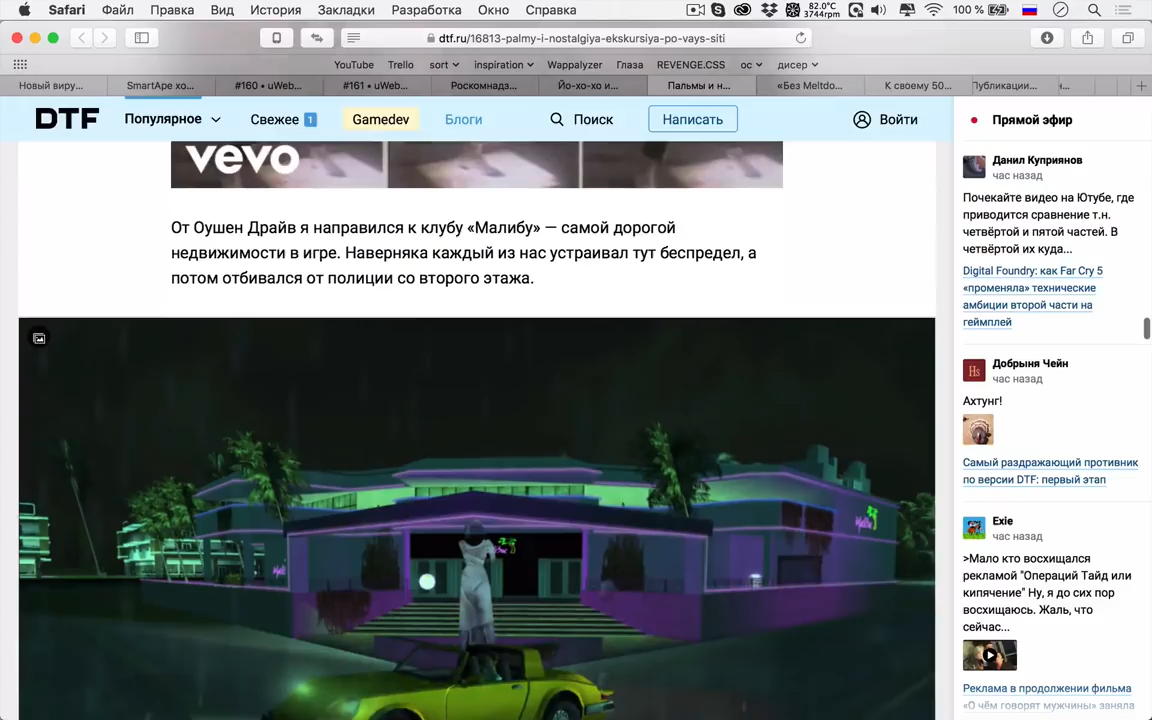 Safari Файл Правка Вид История Закладки Разработка Окно Справка
82.0°C
3744rpm
100 %
dtf.ru/16813-palmy-i-nostalgiya-ekskursiya-po-vays-siti
YouTube Trello sort inspiration Wappalyzer Глаза REVENGE.CSS ос дисер
Новый виру... SmartApe хо... #160 • uWeb... #161 • uWeb... Роскомнадз... Йо-хо-хо и... Пальмы и н... «Без Meltdo... К своему 50... Публикации...
DTF Популярное Свежее 1 Gamedev Блоги Поиск Написать Войти
Прямой эфир
vevo
От Оушен Драйв я направился к клубу «Малибу» — самой дорогой
недвижимости в игре. Наверняка каждый из нас устраивал тут беспредел, а
потом отбивался от полиции со второго этажа.
Данил Куприянов
час назад
Почекайте видео на Ютубе, где
приводится сравнение т.н.
четвёртой и пятой частей. В
четвёртой их куда...
Digital Foundry: как Far Cry 5
«променяла» технические
амбиции второй части на
геймплей
Hs
Добрыня Чейн
час назад
Ахтунг!
Самый раздражающий противник
по версии DTF: первый этап
Exie
час назад
>Мало кто восхищался
рекламой "Операций Тайд или
кипячение" Ну, я до сих пор
восхищаюсь. Жаль, что
сейчас...
Реклама в продолжении фильма
«О чём говорят мужчины» заняла